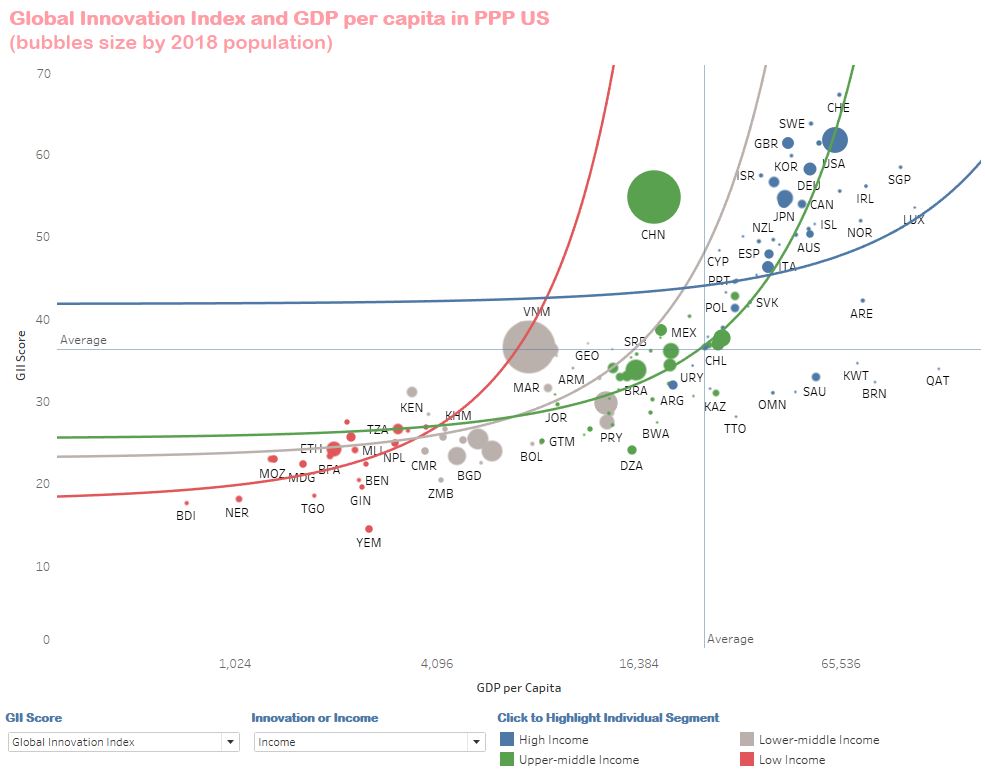 Global Innovation Index and GDP per capita in PPP US
(bubbles size by 2018 population)
70
CHE
SWE
60
GBR
KOR
USA
ISR
DEU
SGP
CAN
IRL
JPN
LUX
50
CHN
NZL
ISL
NOR
AUS
CYP
ESP
ITA
PRT
SVK
40
VNM
POL
ARE
MEX
Average
SRB
GEO
CHL
GII Score
ARM
URY
KWT
QAT
MAR
BRA
SAU
BRN
30
KEN
ARG
KAZ
OMN
KHM
JOR
TZA
TTO
ETH
MLI
NPL
GTM
PRY
BWA
BFA
CMR
BOL
DZA
MOZ
MDG
BEN
BGD
20
GIN
ZMB
BDI
NER
TGO
YEM
10
0
Average
1,024
4,096
16,384
65,536
GDP per Capita
GII Score
Innovation or Income
Click to Highlight Individual Segment
Global Innovation Index
Income
High Income
Lower-middle Income
Upper-middle Income
Low Income